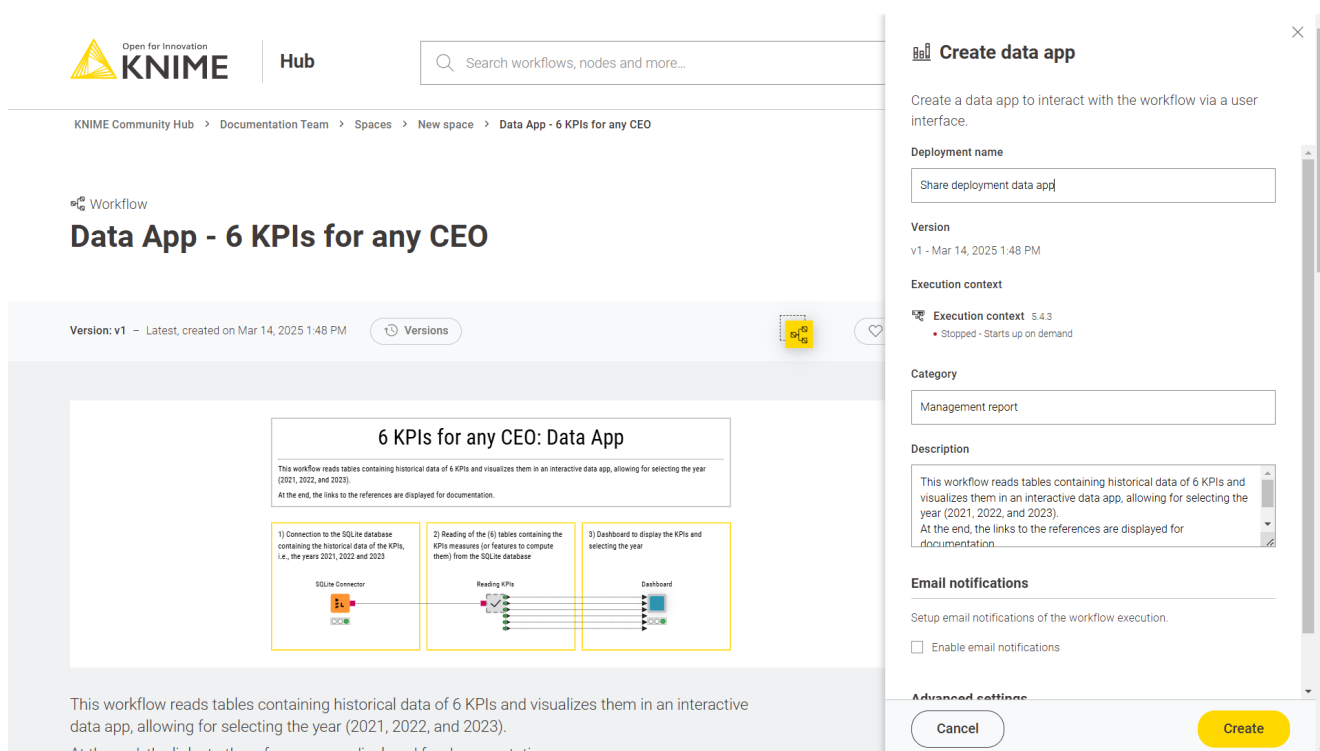 Open for Innovation
KNIME
Hub
Search workflows, nodes and more...
KNIME Community Hub > Documentation Team > Spaces > New space > Data App - 6 KPIs for any CEO
Workflow
Data App - 6 KPIs for any CEO
Version: v1 – Latest, created on Mar 14, 2025 1:48 PM
Versions
6 KPIs for any CEO: Data App
This workflow reads tables containing historical data of 6 KPIs and visualizes them in an interactive data app, allowing for selecting the year
(2021, 2022, and 2023).
At the end, the links to the references are displayed for documentation.
1) Connection to the SQLite database
containing the historical data of the KPIs,
i.e., the years 2021, 2022 and 2023
SQLite Connector
2) Reading of the (6) tables containing the
KPIs measures (or features to compute
them) from the SQLite database
Reading KPIs
3) Dashboard to display the KPIs and
selecting the year
Dashboard
This workflow reads tables containing historical data of 6 KPIs and visualizes them in an interactive
data app, allowing for selecting the year (2021, 2022, and 2023).
Create data app
Create a data app to interact with the workflow via a user
interface.
Deployment name
Share deployment data app
Version
v1 - Mar 14, 2025 1:48 PM
Execution context
Execution context 5.4.3
Stopped - Starts up on demand
Category
Management report
Description
This workflow reads tables containing historical data of 6 KPIs and
visualizes them in an interactive data app, allowing for selecting the
year (2021, 2022, and 2023).
At the end, the links to the references are displayed for
documentation
Email notifications
Setup email notifications of the workflow execution.
Enable email notifications
Advanced settings
Cancel
Create